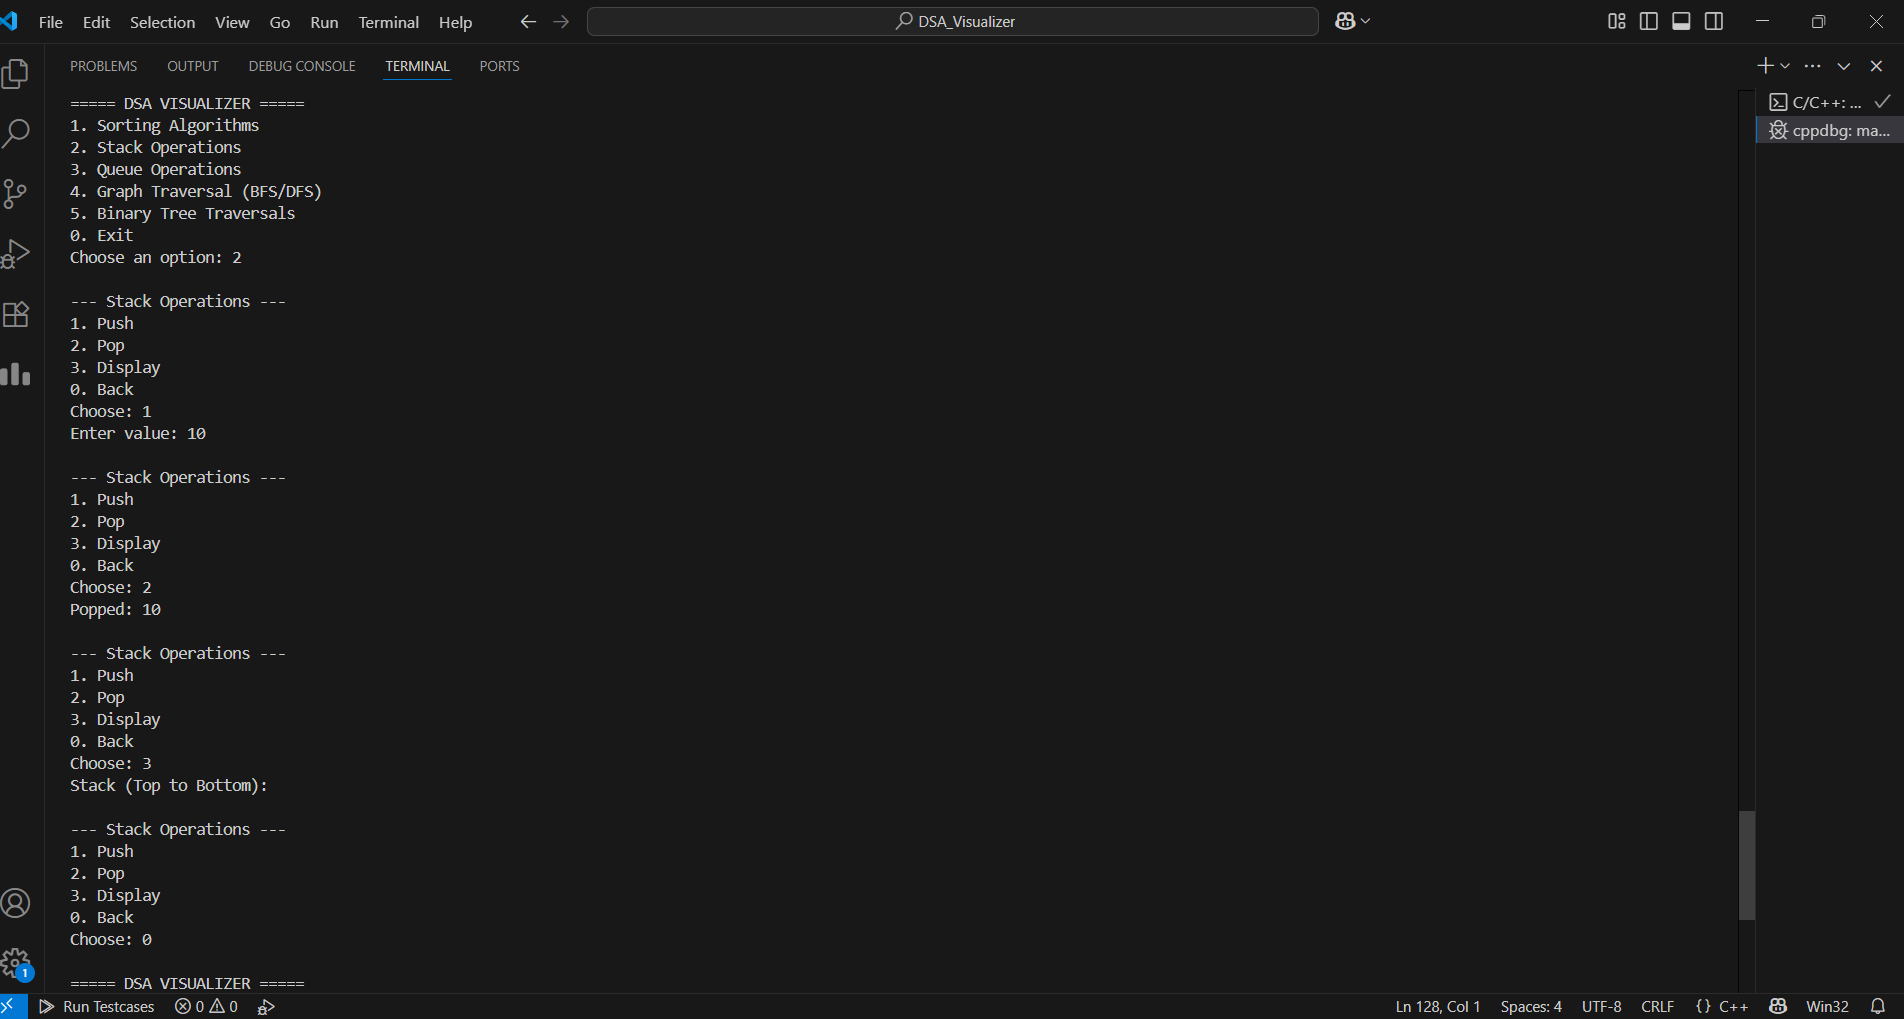 File Edit Selection View Go Run Terminal Help
DSA_Visualizer
PROBLEMS OUTPUT DEBUG CONSOLE TERMINAL PORTS
C/C++: ...
cppdbg: ma...
===== DSA VISUALIZER =====
1. Sorting Algorithms
2. Stack Operations
3. Queue Operations
4. Graph Traversal (BFS/DFS)
5. Binary Tree Traversals
0. Exit
Choose an option: 2
--- Stack Operations ---
1. Push
2. Pop
3. Display
0. Back
Choose: 1
Enter value: 10
--- Stack Operations ---
1. Push
2. Pop
3. Display
0. Back
Choose: 2
Popped: 10
--- Stack Operations ---
1. Push
2. Pop
3. Display
0. Back
Choose: 3
Stack (Top to Bottom):
--- Stack Operations ---
1. Push
2. Pop
3. Display
0. Back
Choose: 0
===== DSA VISUALIZER =====
1
Run Testcases 0 0 Ln 128, Col 1 Spaces: 4 UTF-8 CRLF {} C++ Win32